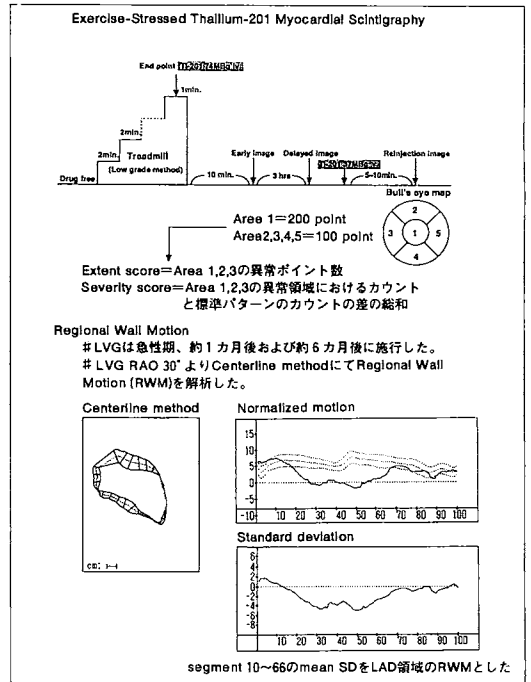 Exercise-Stressed Thallium-201 Myocardial Scintigraphy
End point
1min.
2min.
2min.
Treadmill
(Low grade method)
Drug free
10 min.
Early image
3 hrs
Delayed image
5-10min.
Reinjection image
Bull's eye map
2
3 1 5
4
Area 1=200 point
Area2,3,4,5=100 point
Extent score=Area 1,2,3の異常ポイント数
Severity score=Area 1,2,3の異常領域におけるカウント
と標準パターンのカウントの差の総和
Regional Wall Motion
#LVGは急性期、約1カ月後および約6カ月後に施行した。
#LVG RAO 30°よりCenterline methodにてRegional Wall
Motion (RWM)を解析した。
Centerline method
cm:
Normalized motion
15
10
5
0
-5
-10
10 20 30 40 50 60 70 80 90 100
Standard deviation
6
4
2
0
-2
-4
-6
-8
10 20 30 40 50 60 70 80 90 100
segment 10~66のmean SDをLAD領域のRWMとした